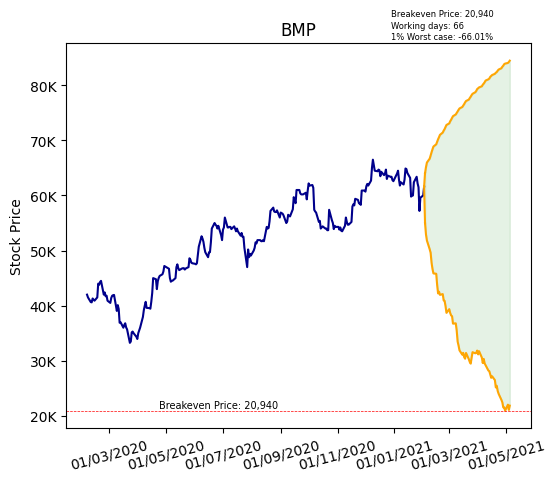 Breakeven Price: 20,940
Working days: 66
1% Worst case: -66.01%
BMP
Stock Price
80K
70K
60K
50K
40K
30K
20K
Breakeven Price: 20,940
01/03/2020
01/05/2020
01/07/2020
01/09/2020
01/11/2020
01/01/2021
01/03/2021
01/05/2021